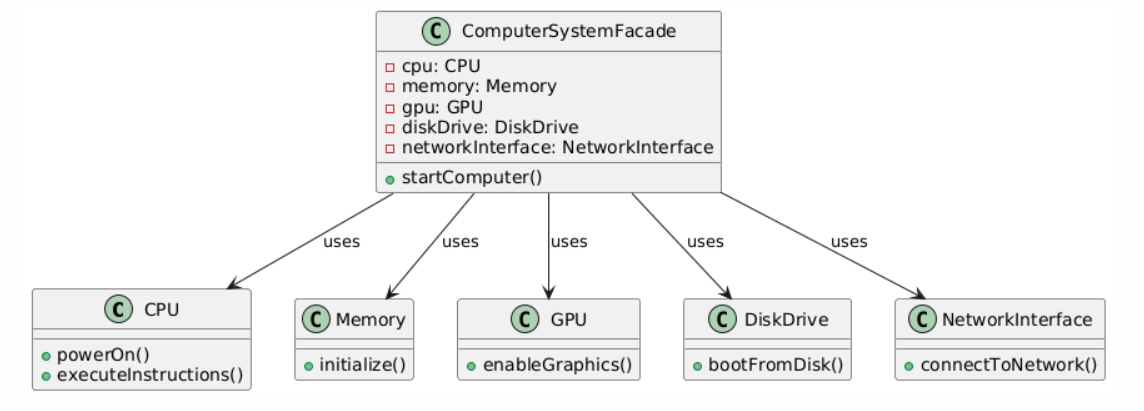 C ComputerSystemFacade
cpu: CPU
memory: Memory
gpu: GPU
diskDrive: DiskDrive
networkInterface: NetworkInterface
startComputer()
uses uses uses uses uses
C CPU
powerOn()
executeInstructions()
C Memory
initialize()
C GPU
enableGraphics()
C DiskDrive
bootFromDisk()
C NetworkInterface
connectToNetwork()